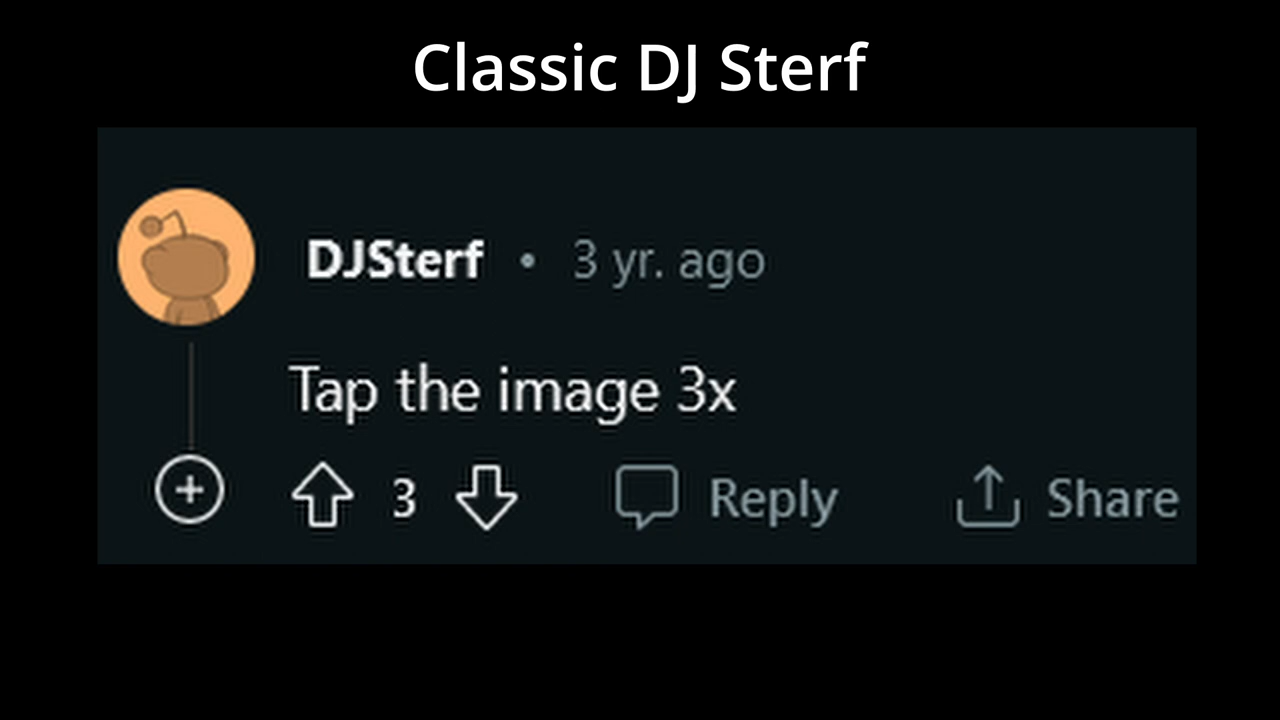 Classic DJ Sterf
DJSterf • 3 yr. ago
Tap the image 3x
3 Reply Share